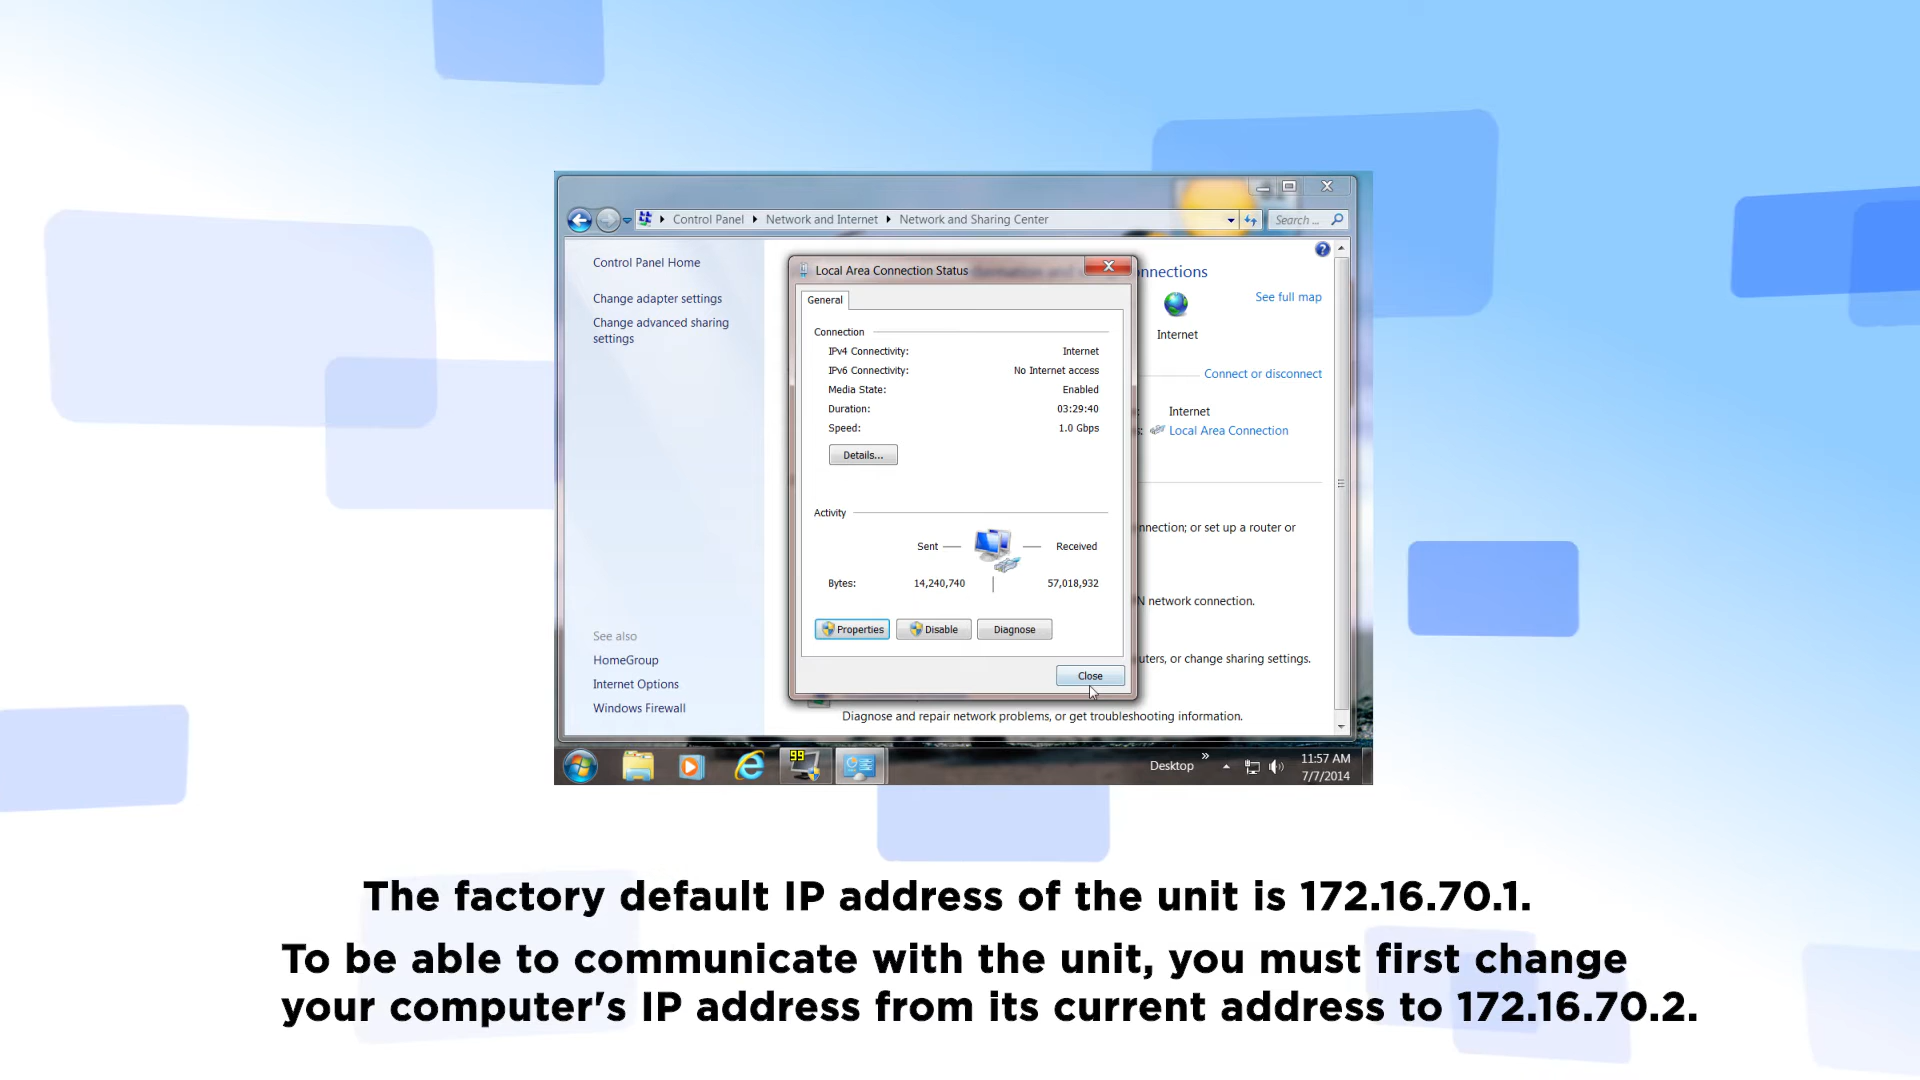 Control Panel
Network and Internet
Network and Sharing Center
Search ...
Control Panel Home
Change adapter settings
Change advanced sharing
settings
See also
HomeGroup
Internet Options
Windows Firewall
Local Area Connection Status
General
Connection
IPv4 Connectivity: Internet
IPv6 Connectivity: No Internet access
Media State: Enabled
Duration: 03:29:40
Speed: 1.0 Gbps
Details...
Activity
Sent
Received
Bytes: 14,240,740 57,018,932
Properties
Disable
Diagnose
Close
nnections
See full map
Internet
Connect or disconnect
Internet
Local Area Connection
nnection; or set up a router or
N network connection.
uters, or change sharing settings.
Diagnose and repair network problems, or get troubleshooting information.
99
Desktop
11:57 AM
7/7/2014
The factory default IP address of the unit is 172.16.70.1.
To be able to communicate with the unit, you must first change
your computer's IP address from its current address to 172.16.70.2.